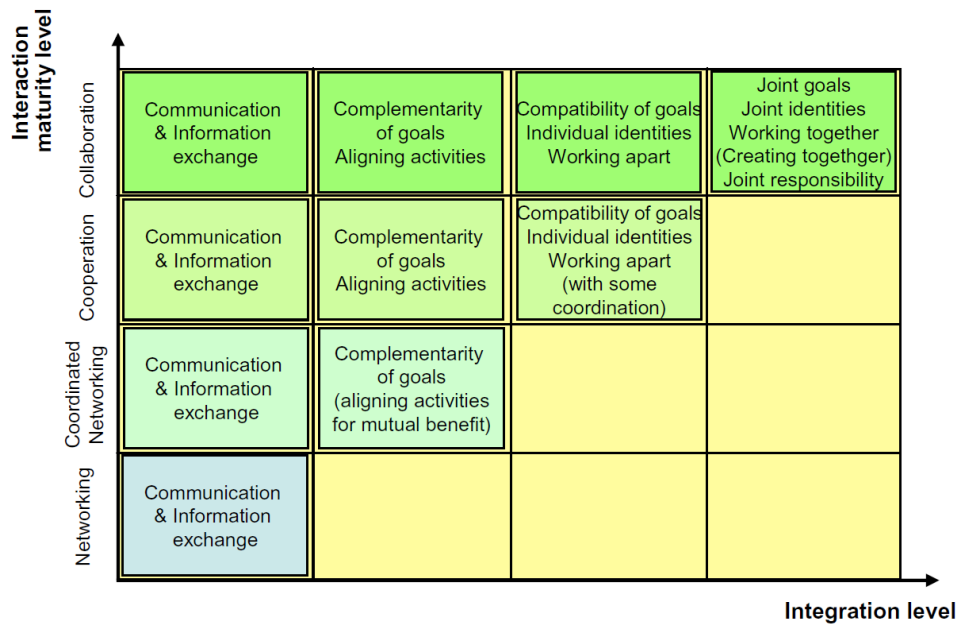 Interaction
maturity level
Collaboration
Communication
& Information
exchange
Complementarity
of goals
Aligning activities
Compatibility of goals
Individual identities
Working apart
Joint goals
Joint identities
Working together
(Creating togethger)
Joint responsibility
Cooperation
Communication
& Information
exchange
Complementarity
of goals
Aligning activities
Compatibility of goals
Individual identities
Working apart
(with some
coordination)
Coordinated
Networking
Communication
& Information
exchange
Complementarity
of goals
(aligning activities
for mutual benefit)
Networking
Communication
& Information
exchange
Integration level